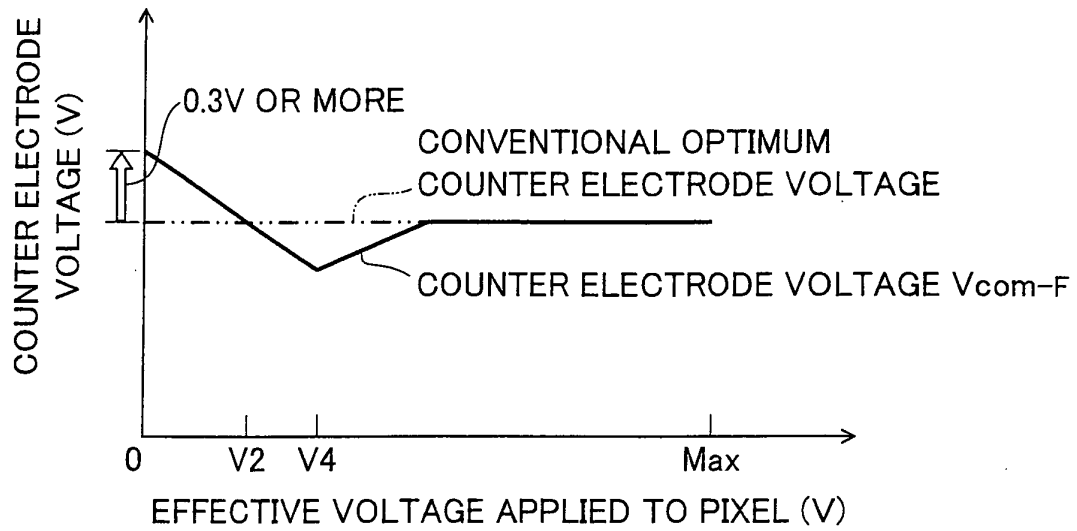 COUNTER ELECTRODE
VOLTAGE (V)
0.3V OR MORE
CONVENTIONAL OPTIMUM
COUNTER ELECTRODE VOLTAGE
COUNTER ELECTRODE VOLTAGE Vcom-F
0 V2 V4 Max
EFFECTIVE VOLTAGE APPLIED TO PIXEL (V)